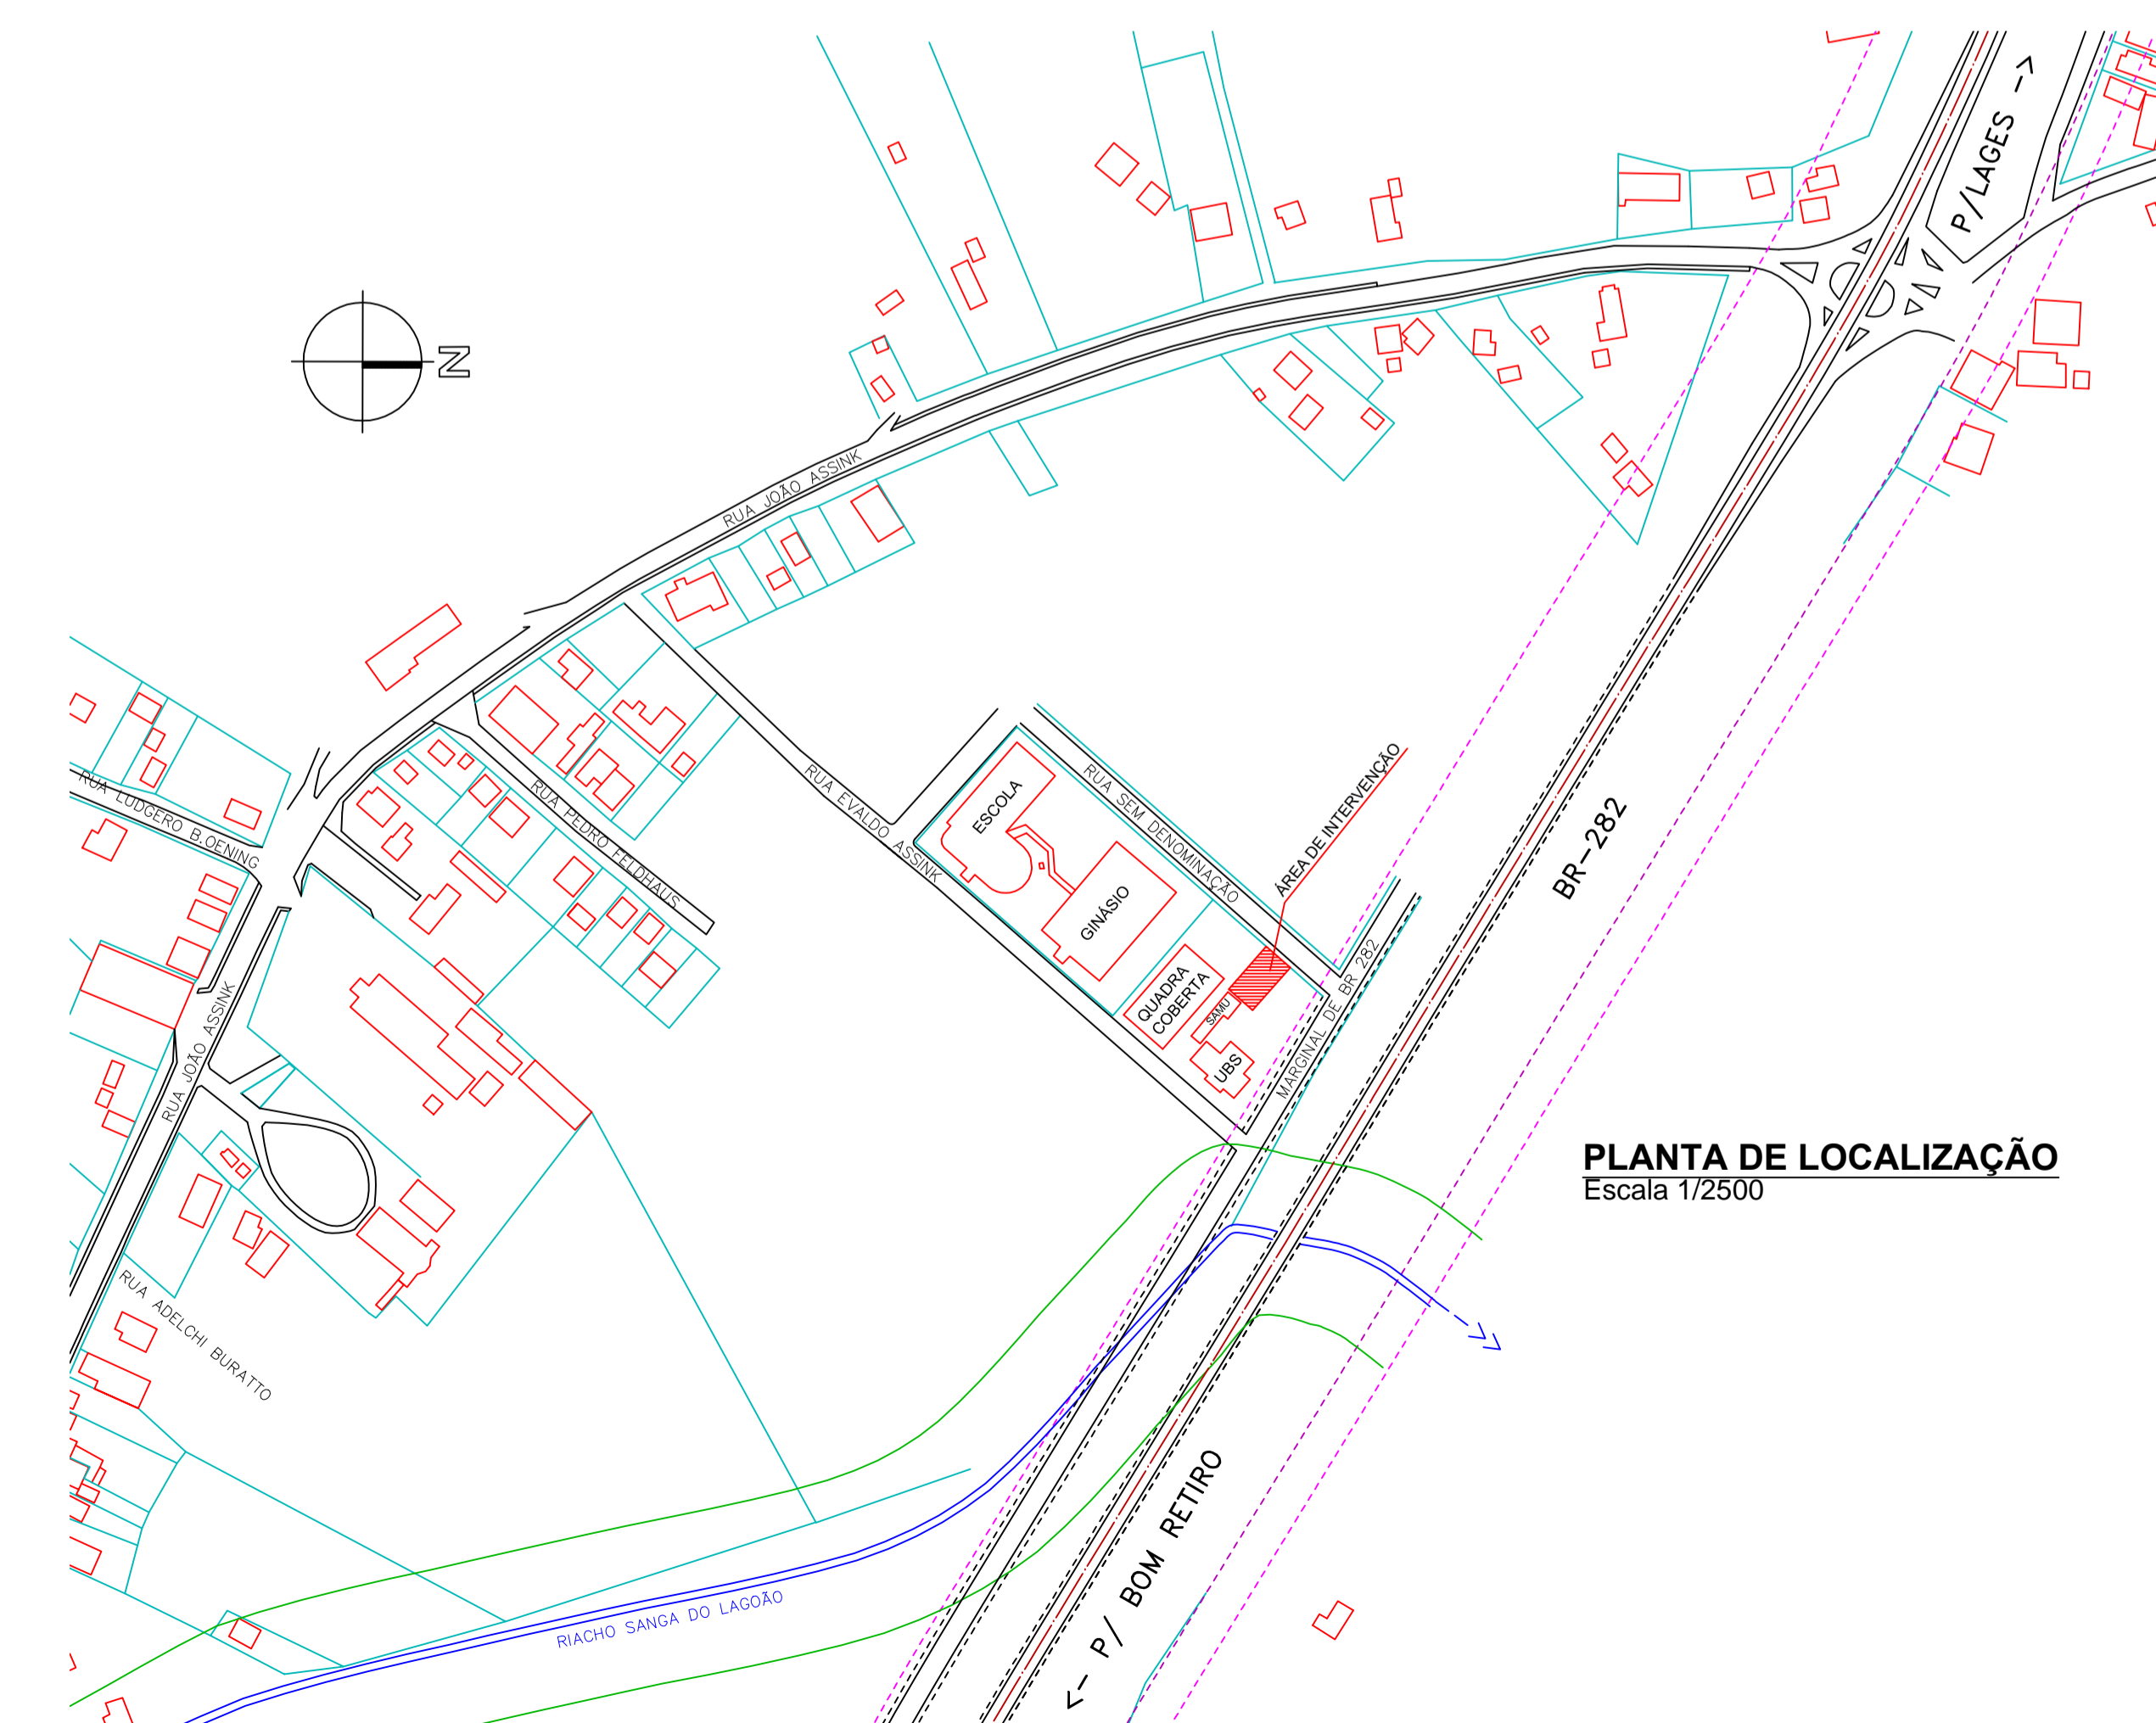 P/LAGES
N
RUA JOÃO ASSINK
RUA LUDGERO B.OENING
RUA PEDRO FELDHAUS
RUA EVALDO ASSINK
RUA SEM DENOMINAÇÃO
ÁREA DE INTERVENÇÃO
BR-282
ESCOLA
GINÁSIO
QUADRA
COBERTA
SAMU
UBS
MARGINAL DE BR 282
RUA JOÃO ASSINK
PLANTA DE LOCALIZAÇÃO
Escala 1/2500
RUA ADELCHI BURATTO
P/ BOM RETIRO
RIACHO SANGA DO LAGOÃO